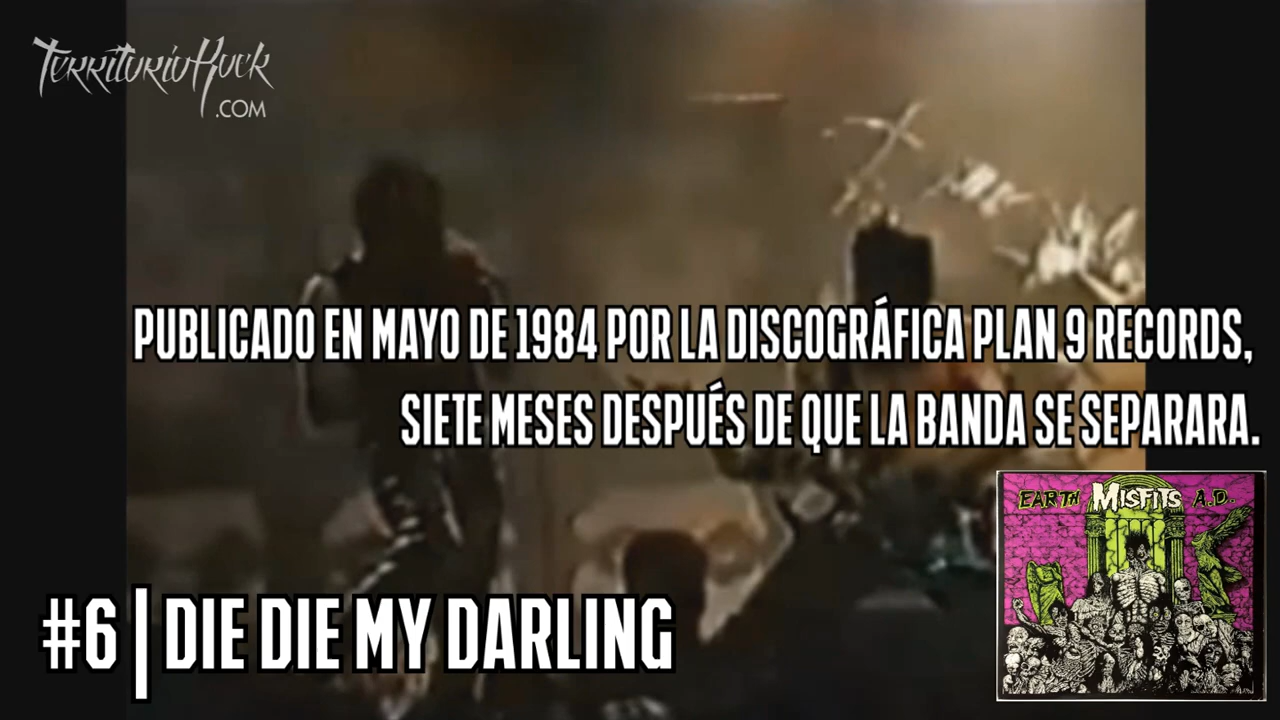 TerritorioRock
.COM
PUBLICADO EN MAYO DE 1984 POR LA DISCOGRÁFICA PLAN 9 RECORDS,
SIETE MESES DESPUÉS DE QUE LA BANDA SE SEPARARA.
EARTH MISFITS A.D..
#6 | DIE DIE MY DARLING